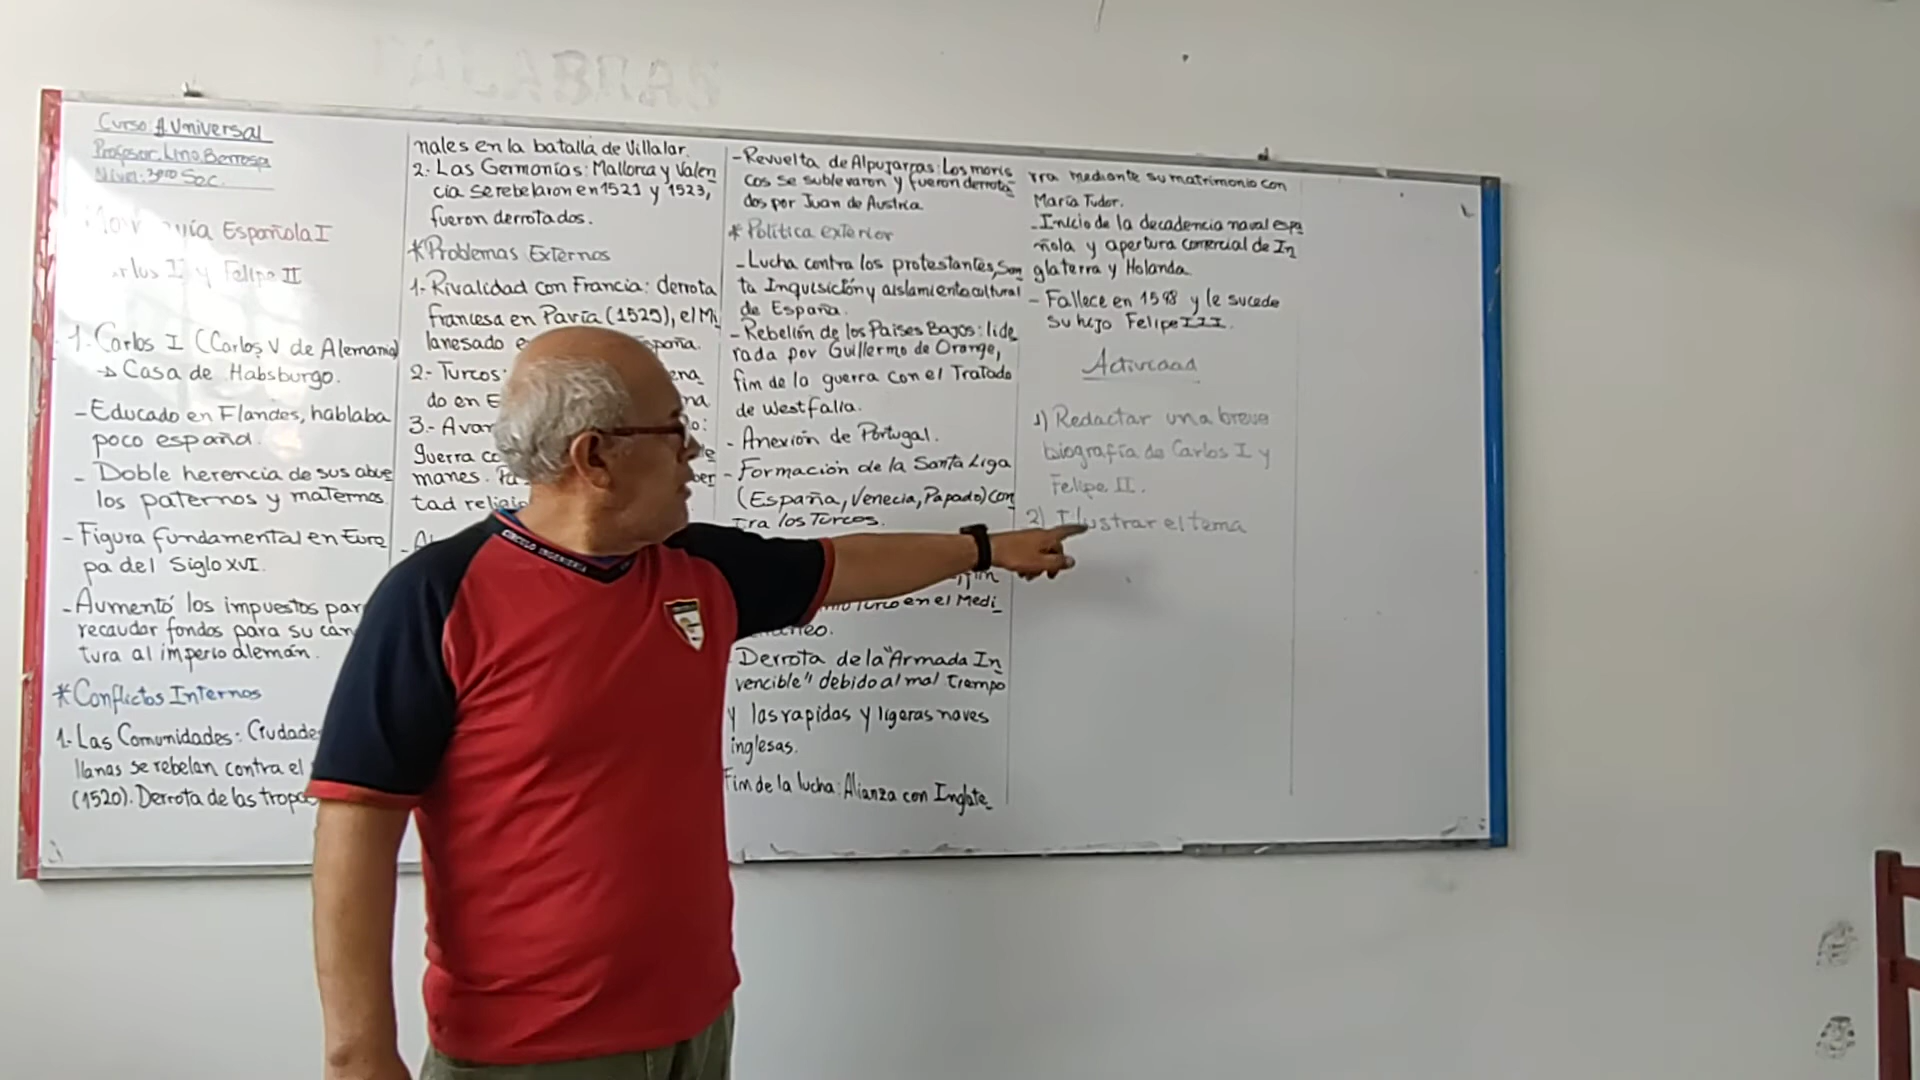 Curso: H Universal
Profesor: Lino Berrospi
Nivel: 3ero Sec.
Española I
Carlos I y Felipe II
1.- Carlos I (Carlos V de Alemania)
→ Casa de Habsburgo.
- Educado en Flandes, hablaba
poco español.
- Doble herencia de sus abue
los paternos y maternos.
- Figura fundamental en Euro
pa del Siglo XVI.
- Aumentó los impuestos par
recaudar fondos para su can
tura al imperio alemán.
* Conflictos Internos
1.- Las Comunidades: Ciudades
llanas se rebelan contra el
(1520). Derrota de las tropas
nales en la batalla de Villalar.
2. Las Germanías: Mallorca y Valen
cia se rebelaron en 1521 y 1523,
fueron derrotados.
* Problemas Externos
1.- Rivalidad con Francia: derrota
francesa en Pavía (1525), el Mi
lanesado España.
2.- Turcos: ena
do en E na
3.- Avan o:
guerra co le
manes. Pa ber
tad religio
- Revuelta de Alpujarras: Los moris
cos se sublevaron y fueron derrota
dos por Juan de Austria.
* Política exterior
- Lucha contra los protestantes, San
ta Inquisición y aislamiento cultural
de España.
- Rebelión de los Paises Bajos: lide
rada por Guillermo de Orange,
fin de la guerra con el Tratado
de Westfalia.
- Anexión de Portugal.
- Formación de la Santa Liga
(España, Venecia, Papado) con
tra los Turcos.
fin
turco en el Medi
Derrota de la "Armada In
vencible" debido al mal tiempo
y las rapidas y ligeras naves
inglesas.
Fin de la lucha: Alianza con Inglate
rra mediante su matrimonio con
María Tudor.
- Inicio de la decadencia naval espa
ñola y apertura comercial de In
glaterra y Holanda
- Fallece en 1598 y le sucede
su hijo Felipe III.
Actividad
1) Redactar una breve
biografía de Carlos I y
Felipe II.
2) Ilustrar el tema
CIRCULO INGENIERIA